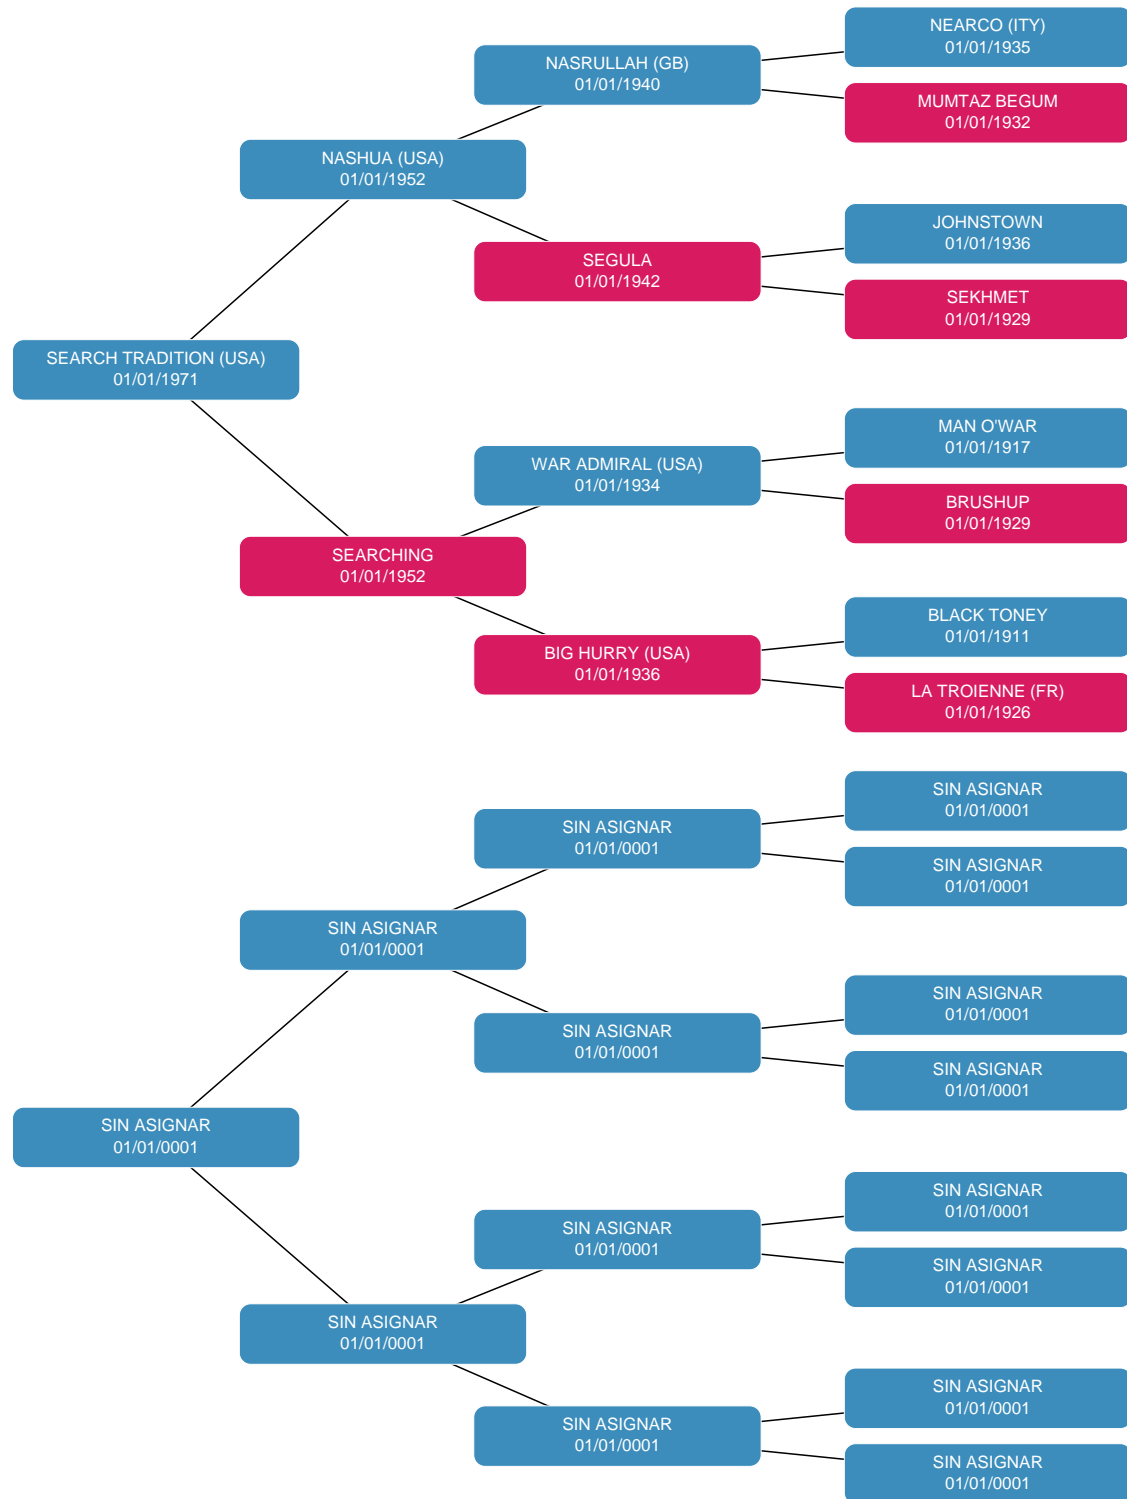 NEARCO (ITY)
01/01/1935
NASRULLAH (GB)
01/01/1940
MUMTAZ BEGUM
01/01/1932
NASHUA (USA)
01/01/1952
JOHNSTOWN
01/01/1936
SEGULA
01/01/1942
SEKHMET
01/01/1929
SEARCH TRADITION (USA)
01/01/1971
MAN O'WAR
01/01/1917
WAR ADMIRAL (USA)
01/01/1934
BRUSHUP
01/01/1929
SEARCHING
01/01/1952
BLACK TONEY
01/01/1911
BIG HURRY (USA)
01/01/1936
LA TROIENNE (FR)
01/01/1926
SIN ASIGNAR
01/01/0001
SIN ASIGNAR
01/01/0001
SIN ASIGNAR
01/01/0001
SIN ASIGNAR
01/01/0001
SIN ASIGNAR
01/01/0001
SIN ASIGNAR
01/01/0001
SIN ASIGNAR
01/01/0001
SIN ASIGNAR
01/01/0001
SIN ASIGNAR
01/01/0001
SIN ASIGNAR
01/01/0001
SIN ASIGNAR
01/01/0001
SIN ASIGNAR
01/01/0001
SIN ASIGNAR
01/01/0001
SIN ASIGNAR
01/01/0001
SIN ASIGNAR
01/01/0001